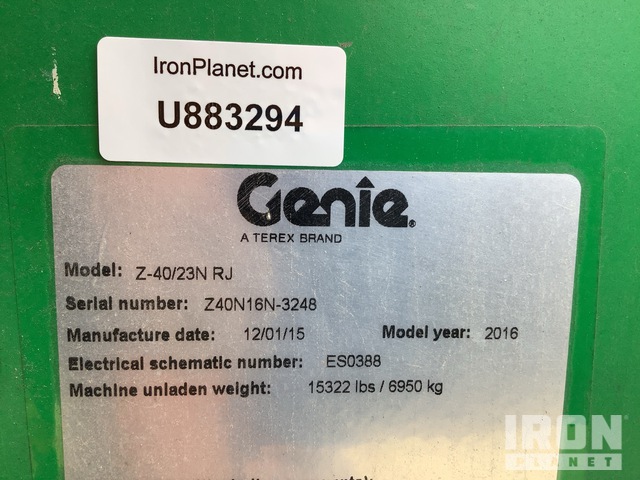 IronPlanet.com
U883294
Genie
A TEREX BRAND
Model: Z-40/23N RJ
Serial number: Z40N16N-3248
Manufacture date: 12/01/15 Model year: 2016
Electrical schematic number: ES0388
Machine unladen weight: 15322 lbs / 6950 kg
IRON
PLANET